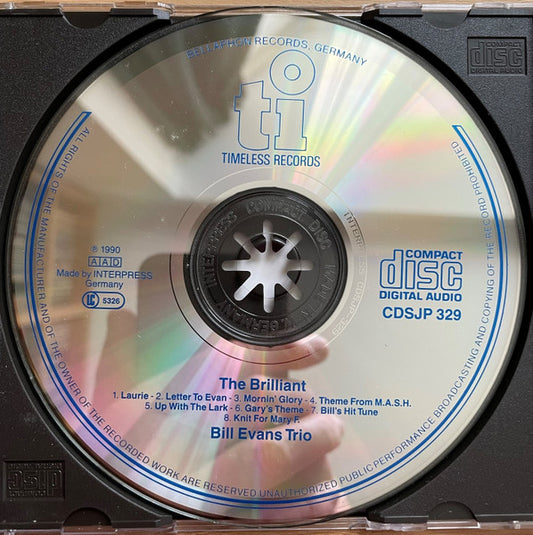 BELLAPHON RECORDS, GERMANY
ti
TIMELESS RECORDS
ALL RIGHTS OF THE MANUFACTURER AND OF THE OWNER OF THE RECORDED WORK ARE RESERVED UNAUTHORIZED PUBLIC PERFORMANCE BROADCASTING AND COPYING OF THE RECORD PROHIBITED
℗ 1990
AAD
Made by INTERPRESS
Germany
LC 5326
COMPACT
disc
DIGITAL AUDIO
CDSJP 329
The Brilliant
1. Laurie - 2. Letter To Evan - 3. Mornin' Glory - 4. Theme From M.A.S.H.
5. Up With The Lark - 6. Gary's Theme - 7. Bill's Hit Tune
8. Knit For Mary F.
Bill Evans Trio
COMPACT
disc
DIGITAL AUDIO
disc